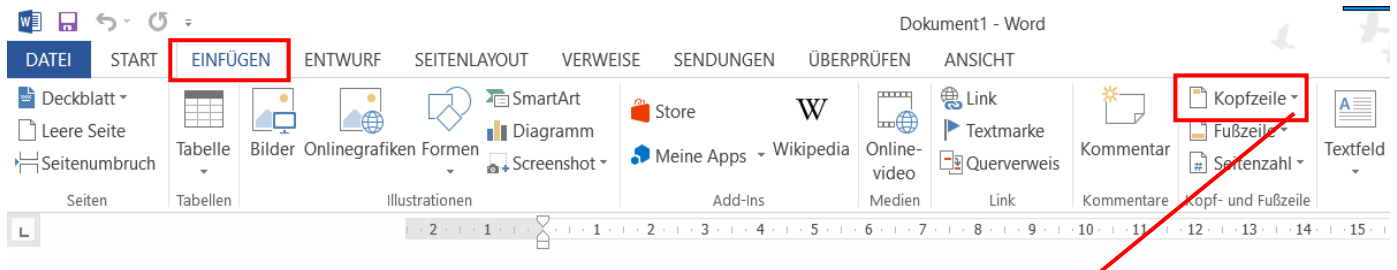 Dokument1 - Word
DATEI START EINFÜGEN ENTWURF SEITENLAYOUT VERWEISE SENDUNGEN ÜBERPRÜFEN ANSICHT
Deckblatt
Leere Seite
Seitenumbruch
Seiten
Tabelle
Tabellen
Bilder
Onlinegrafiken
Formen
SmartArt
Diagramm
Screenshot
Illustrationen
Store
Meine Apps
W
Wikipedia
Add-Ins
Online-
video
Medien
Link
Textmarke
Querverweis
Link
Kommentar
Kommentare
Kopfzeile
Fußzeile
# Seitenzahl
Kopf- und Fußzeile
A
Textfeld
L 2 1 1 2 3 4 5 6 7 8 9 10 11 12 13 14 15